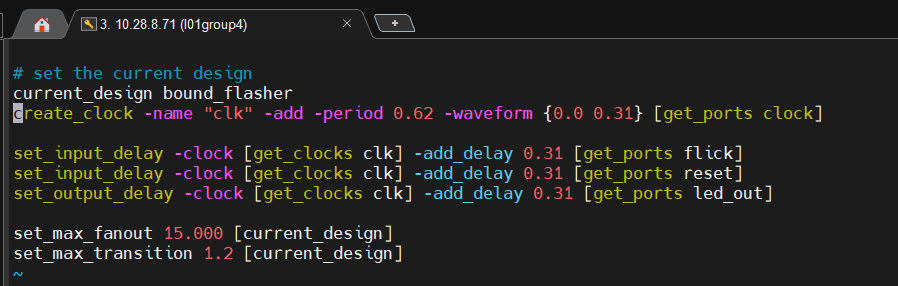 3. 10.28.8.71 (l01group4)
# set the current design
current_design bound_flasher
create_clock -name "clk" -add -period 0.62 -waveform {0.0 0.31} [get_ports clock]
set_input_delay -clock [get_clocks clk] -add_delay 0.31 [get_ports flick]
set_input_delay -clock [get_clocks clk] -add_delay 0.31 [get_ports reset]
set_output_delay -clock [get_clocks clk] -add_delay 0.31 [get_ports led_out]
set_max_fanout 15.000 [current_design]
set_max_transition 1.2 [current_design]
~